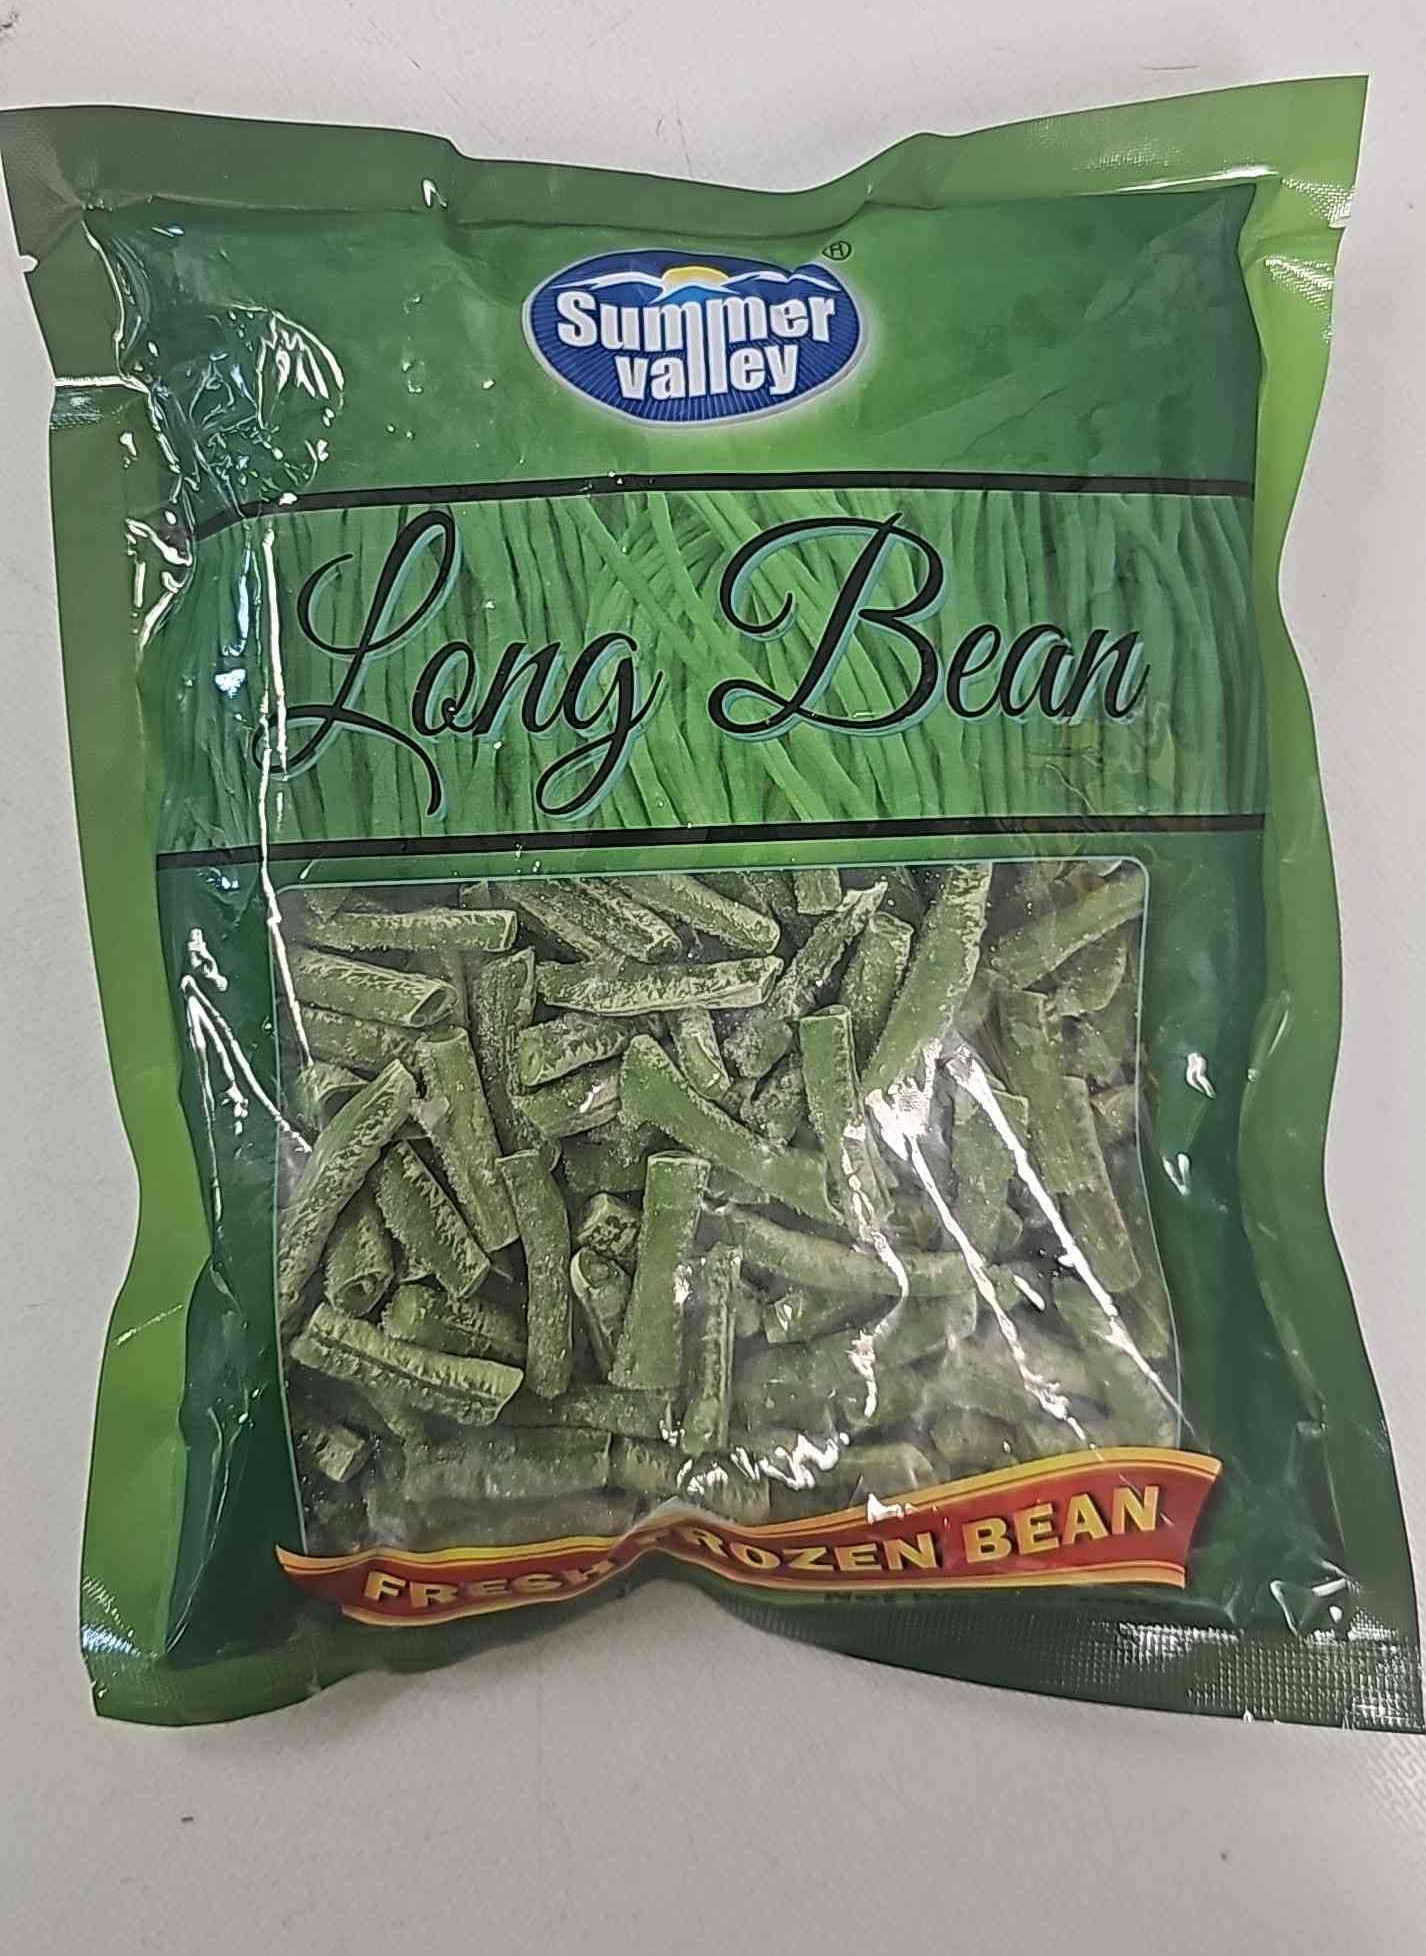 Summer
valley
®
Long Bean
FRESH FROZEN BEAN